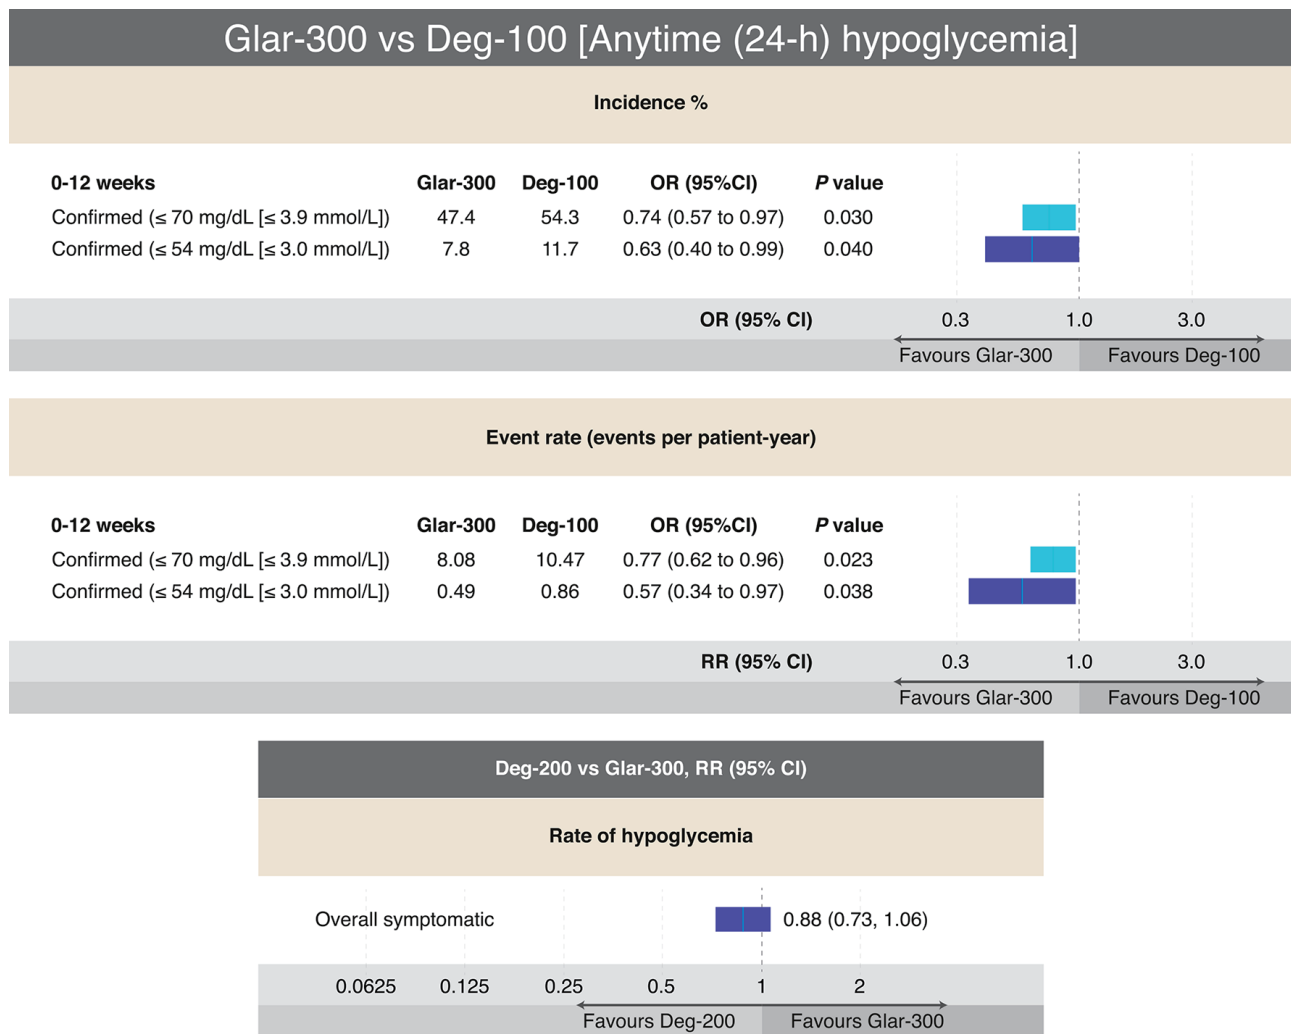 Glar-300 vs Deg-100 [Anytime (24-h) hypoglycemia]
Incidence %
0-12 weeks Glar-300 Deg-100 OR (95%CI) P value
Confirmed (≤ 70 mg/dL [≤ 3.9 mmol/L]) 47.4 54.3 0.74 (0.57 to 0.97) 0.030
Confirmed (≤ 54 mg/dL [≤ 3.0 mmol/L]) 7.8 11.7 0.63 (0.40 to 0.99) 0.040
OR (95% CI) 0.3 1.0 3.0
Favours Glar-300 Favours Deg-100
Event rate (events per patient-year)
0-12 weeks Glar-300 Deg-100 OR (95%CI) P value
Confirmed (≤ 70 mg/dL [≤ 3.9 mmol/L]) 8.08 10.47 0.77 (0.62 to 0.96) 0.023
Confirmed (≤ 54 mg/dL [≤ 3.0 mmol/L]) 0.49 0.86 0.57 (0.34 to 0.97) 0.038
RR (95% CI) 0.3 1.0 3.0
Favours Glar-300 Favours Deg-100
Deg-200 vs Glar-300, RR (95% CI)
Rate of hypoglycemia
Overall symptomatic 0.88 (0.73, 1.06)
0.0625 0.125 0.25 0.5 1 2
Favours Deg-200 Favours Glar-300